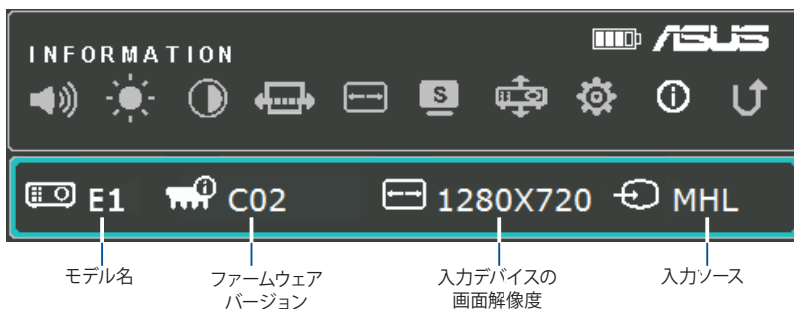 INFORMATION
ASUS
S
E1
C02
1280X720
MHL
モデル名
ファームウェア
バージョン
入力デバイスの
画面解像度
入力ソース